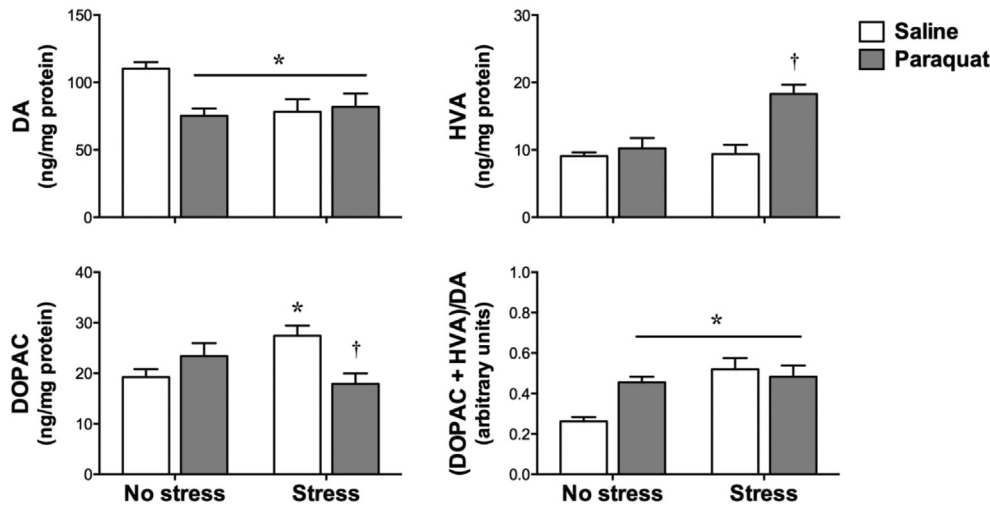 DA
(ng/mg protein)
150
100
50
0
*
HVA
(ng/mg protein)
30
20
10
0
†
Saline
Paraquat
DOPAC
(ng/mg protein)
40
30
20
10
0
*
†
No stress
Stress
(DOPAC + HVA)/DA
(arbitrary units)
1.0
0.8
0.6
0.4
0.2
0.0
*
No stress
Stress